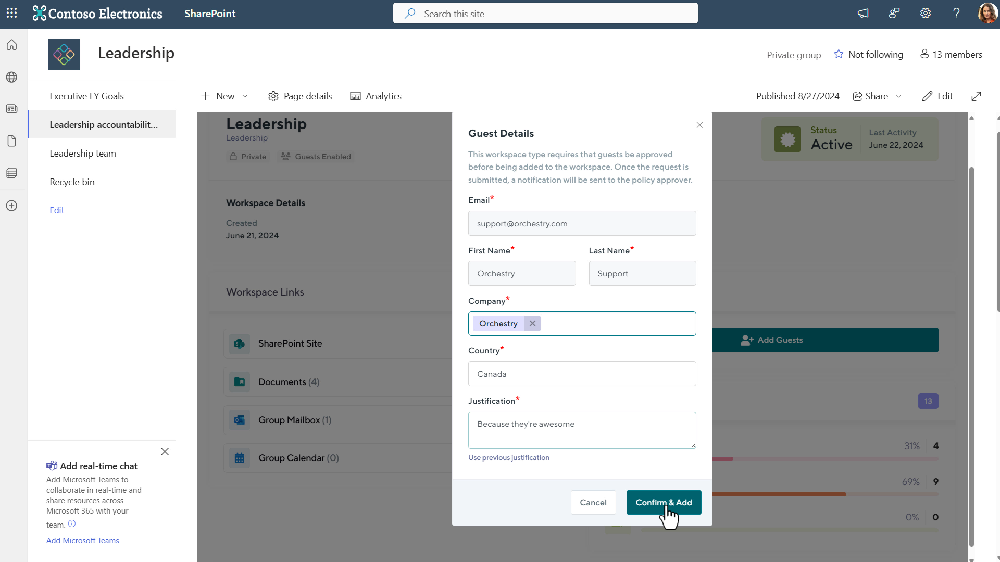 Contoso Electronics
SharePoint
Search this site
Leadership
Private group
Not following
13 members
Executive FY Goals
Leadership accountabilit...
Leadership team
Recycle bin
Edit
New
Page details
Analytics
Published 8/27/2024
Share
Edit
Leadership
Leadership
Private
Guests Enabled
Status
Active
Last Activity
June 22, 2024
Workspace Details
Created
June 21, 2024
Workspace Links
SharePoint Site
Documents (4)
Group Mailbox (1)
Group Calendar (0)
Guest Details
This workspace type requires that guests be approved
before being added to the workspace. Once the request is
submitted, a notification will be sent to the policy approver.
Email*
support@orchestry.com
First Name*
Last Name*
Orchestry
Support
Company*
Orchestry
Country*
Canada
Justification*
Because they're awesome
Use previous justification
Cancel
Confirm & Add
Add Guests
13
31% 4
69% 9
0% 0
Add real-time chat
Add Microsoft Teams to
collaborate in real-time and
share resources across
Microsoft 365 with your
team.
Add Microsoft Teams